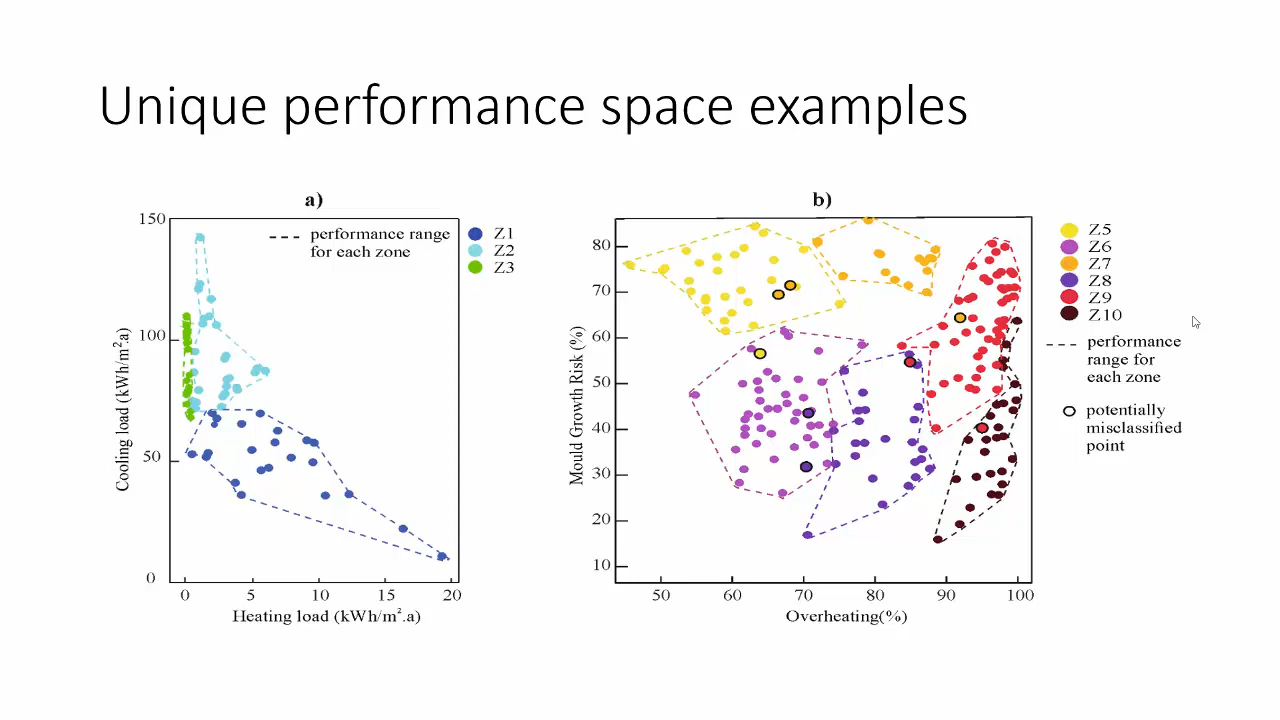 Unique performance space examples
a)
150
100
50
0
Cooling load (kWh/m².a)
performance range
for each zone
Z1
Z2
Z3
0 5 10 15 20
Heating load (kWh/m².a)
b)
80
70
60
50
40
30
20
10
Mould Growth Risk (%)
50 60 70 80 90 100
Overheating(%)
Z5
Z6
Z7
Z8
Z9
Z10
performance
range for
each zone
potentially
misclassified
point